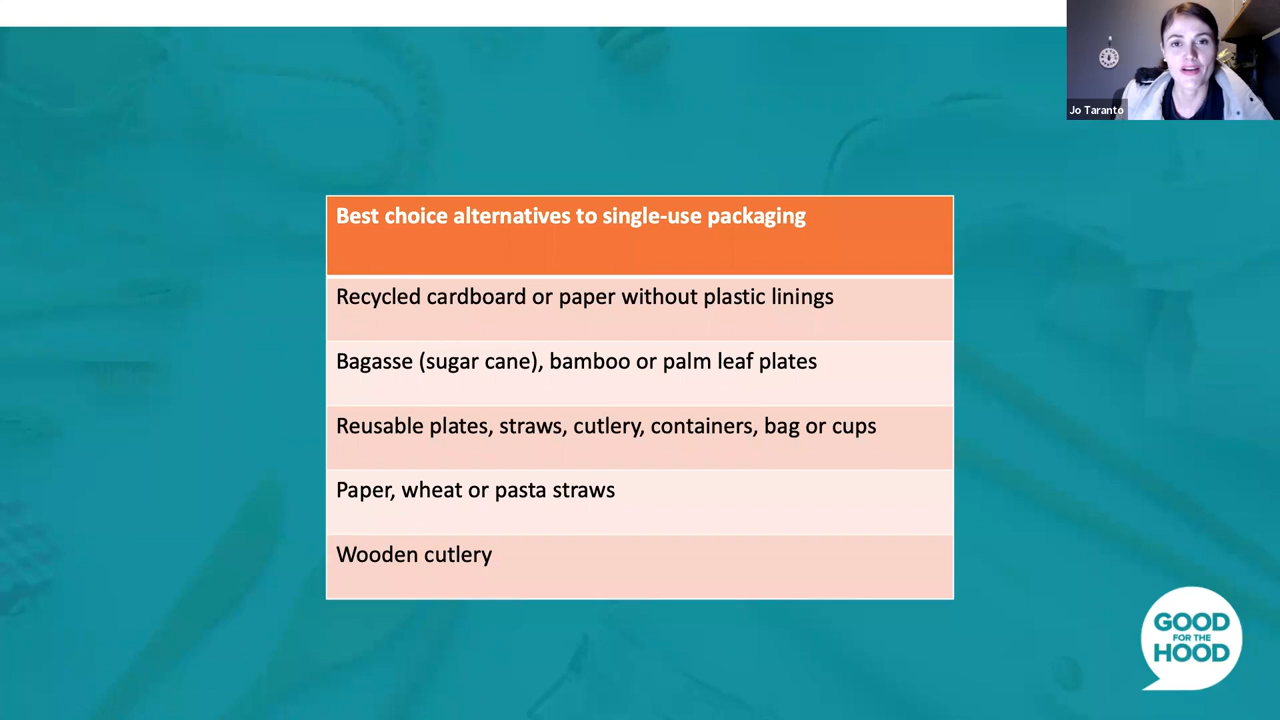 Jo Taranto
Best choice alternatives to single-use packaging
Recycled cardboard or paper without plastic linings
Bagasse (sugar cane), bamboo or palm leaf plates
Reusable plates, straws, cutlery, containers, bag or cups
Paper, wheat or pasta straws
Wooden cutlery
GOOD
FOR THE
HOOD